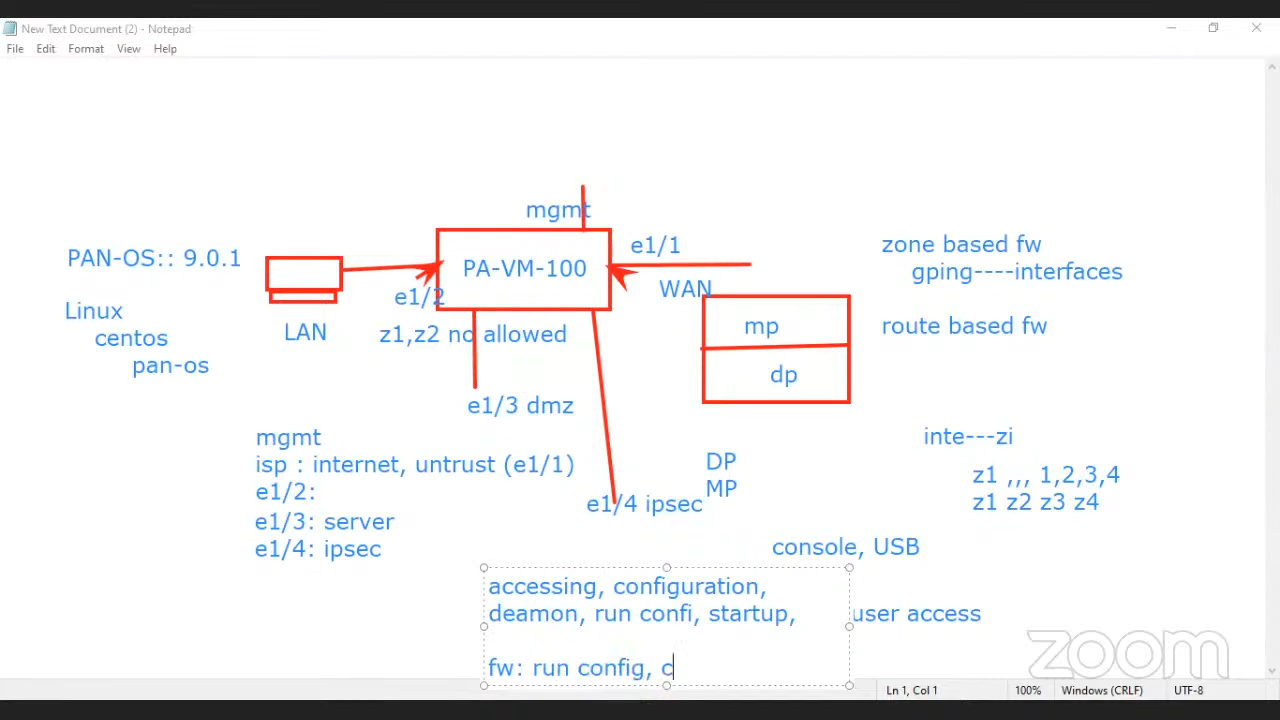 New Text Document (2) - Notepad
File Edit Format View Help
mgmt
PAN-OS:: 9.0.1
PA-VM-100
e1/1
zone based fw
gping----interfaces
e1/2
WAN
Linux
centos
pan-os
LAN
z1,z2 no allowed
mp
route based fw
dp
e1/3 dmz
mgmt
isp : internet, untrust (e1/1)
e1/2:
e1/3: server
e1/4: ipsec
DP
MP
e1/4 ipsec
inte---zi
z1 ,,, 1,2,3,4
z1 z2 z3 z4
console, USB
accessing, configuration,
deamon, run confi, startup,
user access
fw: run config, c
zoom
Ln 1, Col 1 100% Windows (CRLF) UTF-8